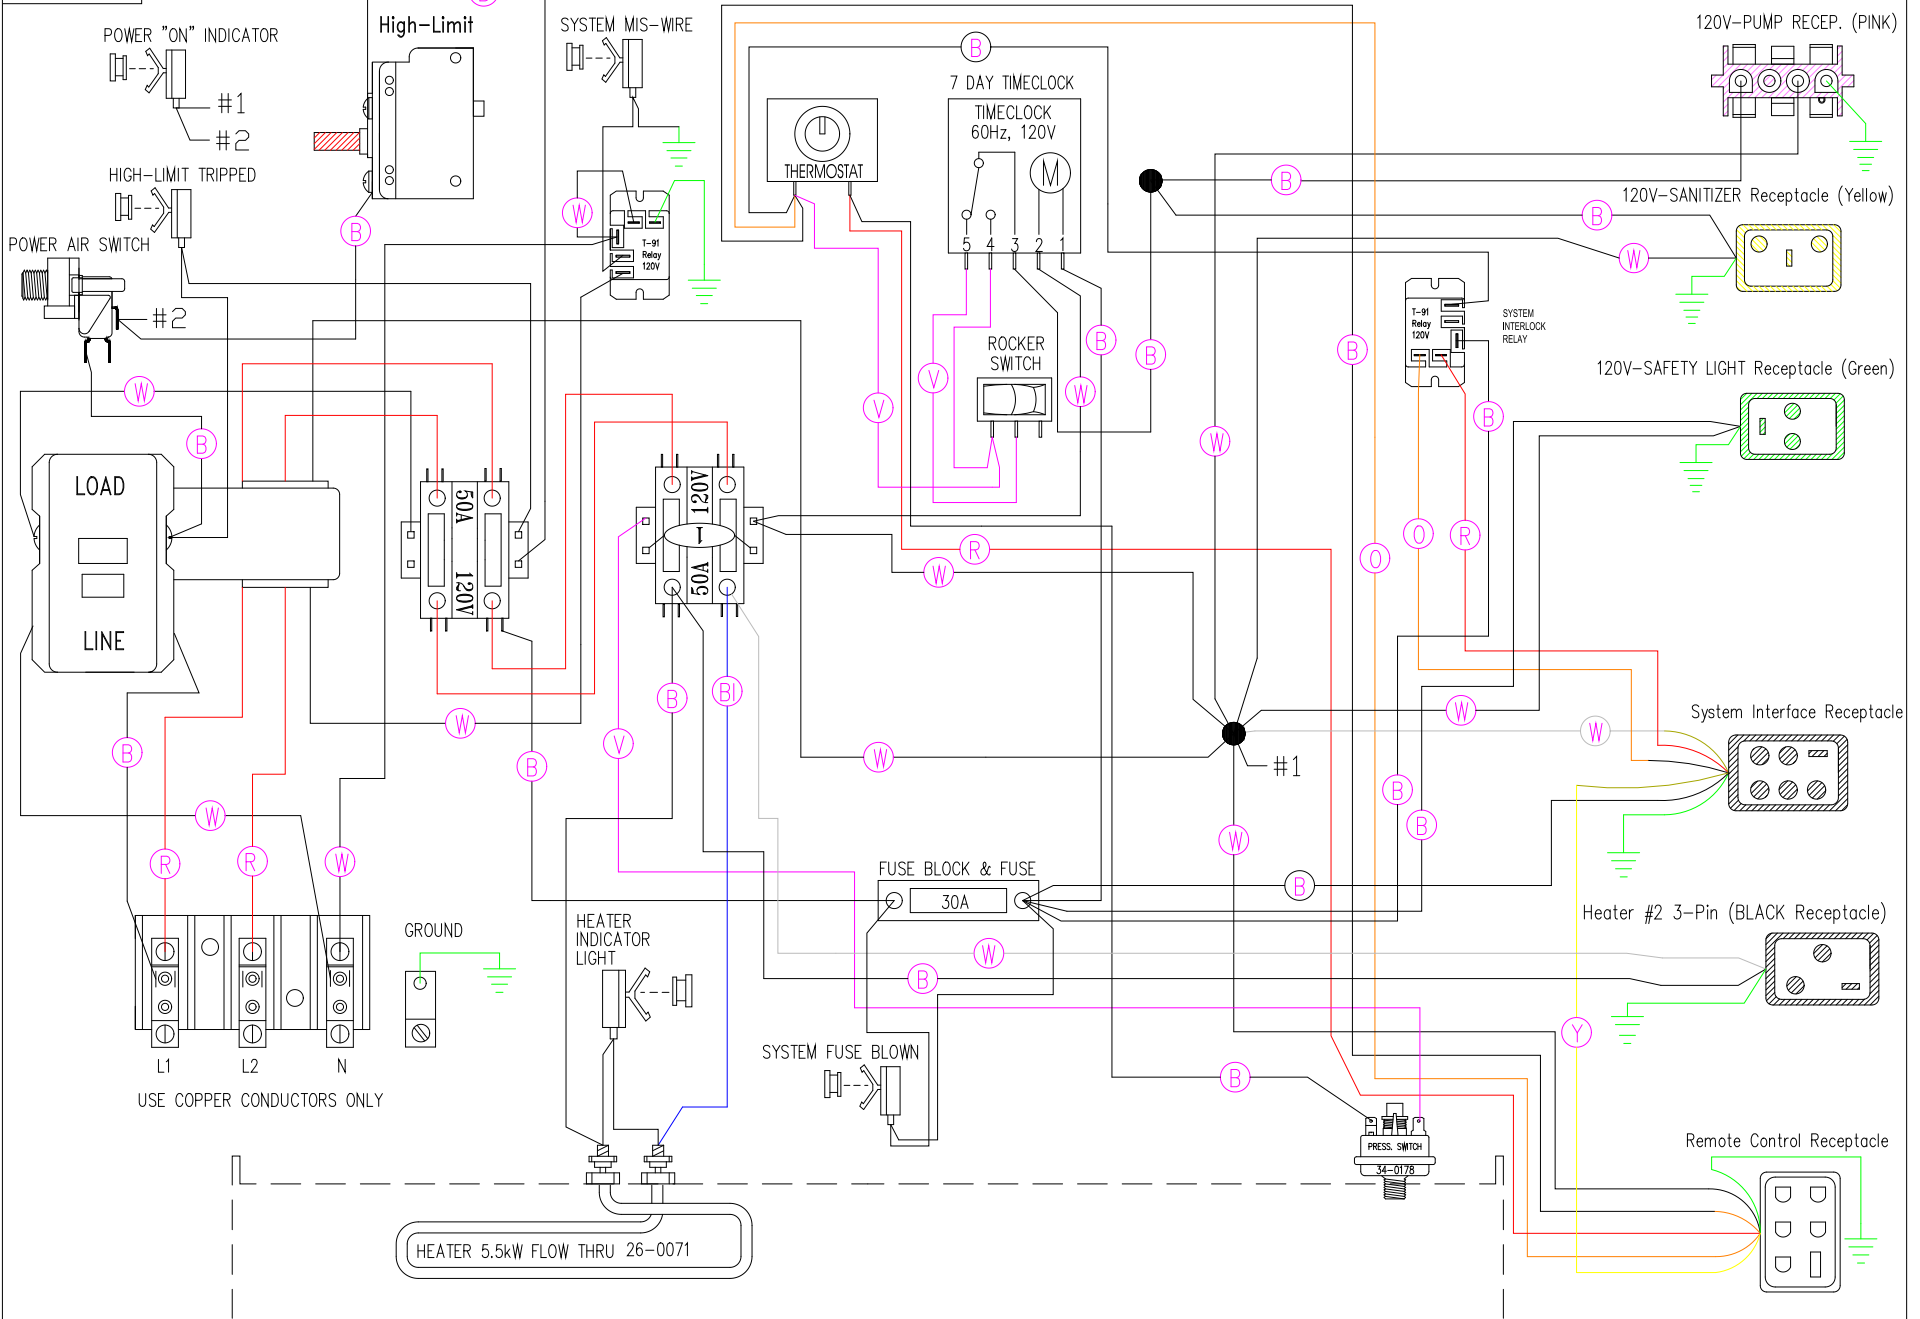 POWER "ON" INDICATOR
#1
#2
High-Limit
SYSTEM MIS-WIRE
B
7 DAY TIMECLOCK
TIMECLOCK
60Hz, 120V
M
5 4 3 2 1
THERMOSTAT
120V-PUMP RECEP. (PINK)
HIGH-LIMIT TRIPPED
B
W
T-91
Relay
120V
B
B
120V-SANITIZER Receptacle (Yellow)
W
POWER AIR SWITCH
#2
T-91
Relay
120V
SYSTEM
INTERLOCK
RELAY
ROCKER
SWITCH
B
B
B
120V-SAFETY LIGHT Receptacle (Green)
W
V
V
W
B
B
W
LOAD
LINE
50A
120V
120V
1
50A
R
W
O
O
R
B
BI
W
V
B
B
W
W
#1
W
W
System Interface Receptacle
B
B
W
W
R
R
W
FUSE BLOCK & FUSE
30A
B
Heater #2 3-Pin (BLACK Receptacle)
GROUND
HEATER
INDICATOR
LIGHT
W
B
Y
L1
L2
N
USE COPPER CONDUCTORS ONLY
SYSTEM FUSE BLOWN
B
PRESS. SWITCH
34-0178
Remote Control Receptacle
HEATER 5.5kW FLOW THRU 26-0071